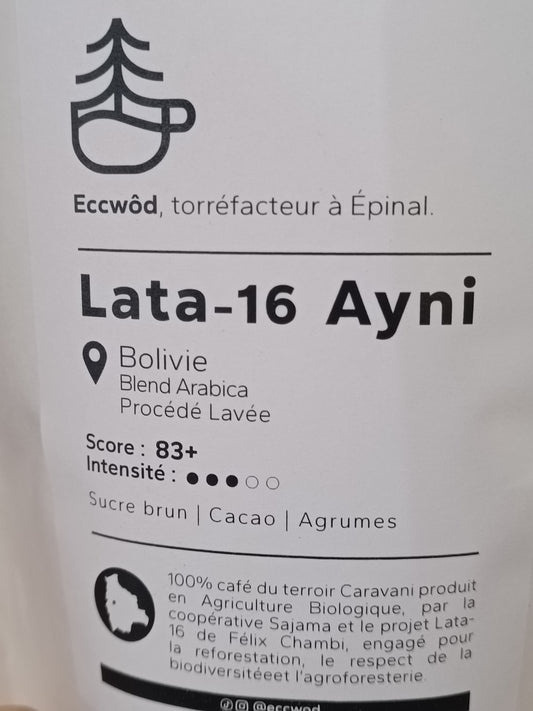 Eccwôd, torréfacteur à Épinal.
Lata-16 Ayni
Bolivie
Blend Arabica
Procédé Lavée
Score : 83+
Intensité :
Sucre brun | Cacao | Agrumes
100% café du terroir Caravani produit
en Agriculture Biologique, par la
coopérative Sajama et le projet Lata-
16 de Félix Chambi, engagé pour
la reforestation, le respect de la
biodiversitéeet l'agroforesterie.
@eccwod